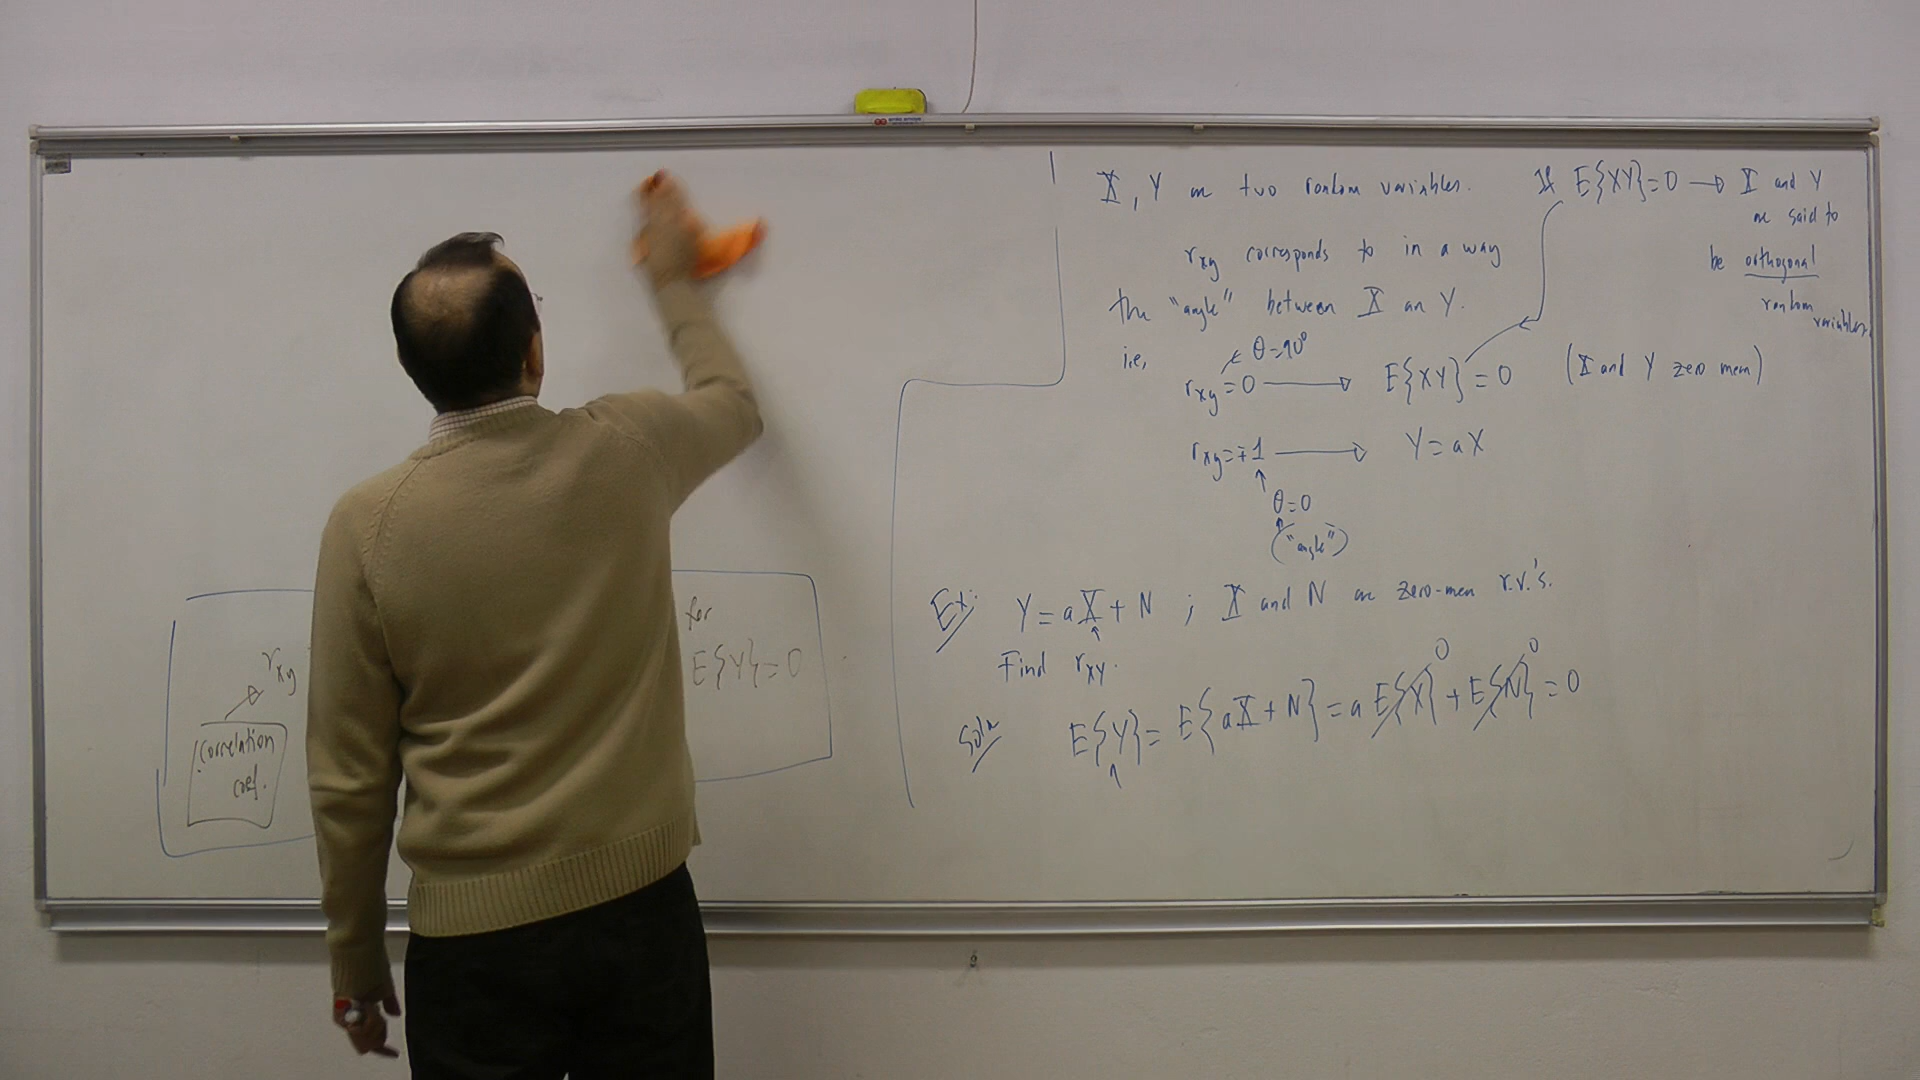 X, Y are two random variables.
r_xy corresponds to in a way
the "angle" between X an Y.
i.e.,
θ=90°
r_xy = 0 → E{XY} = 0 (X and Y zero mean)
r_xy = ∓1 → Y = aX
θ=0
("angle")
If E{XY}=0 → X and Y
are said to
be orthogonal
random
variables.
Ex: Y = aX + N ; X and N are zero-mean r.v.'s.
Find r_xy.
Soln E{Y} = E{aX + N} = a E{X} + E{N} = 0
0 0
r_xy
Correlation
coef.
for
E{Y} = 0